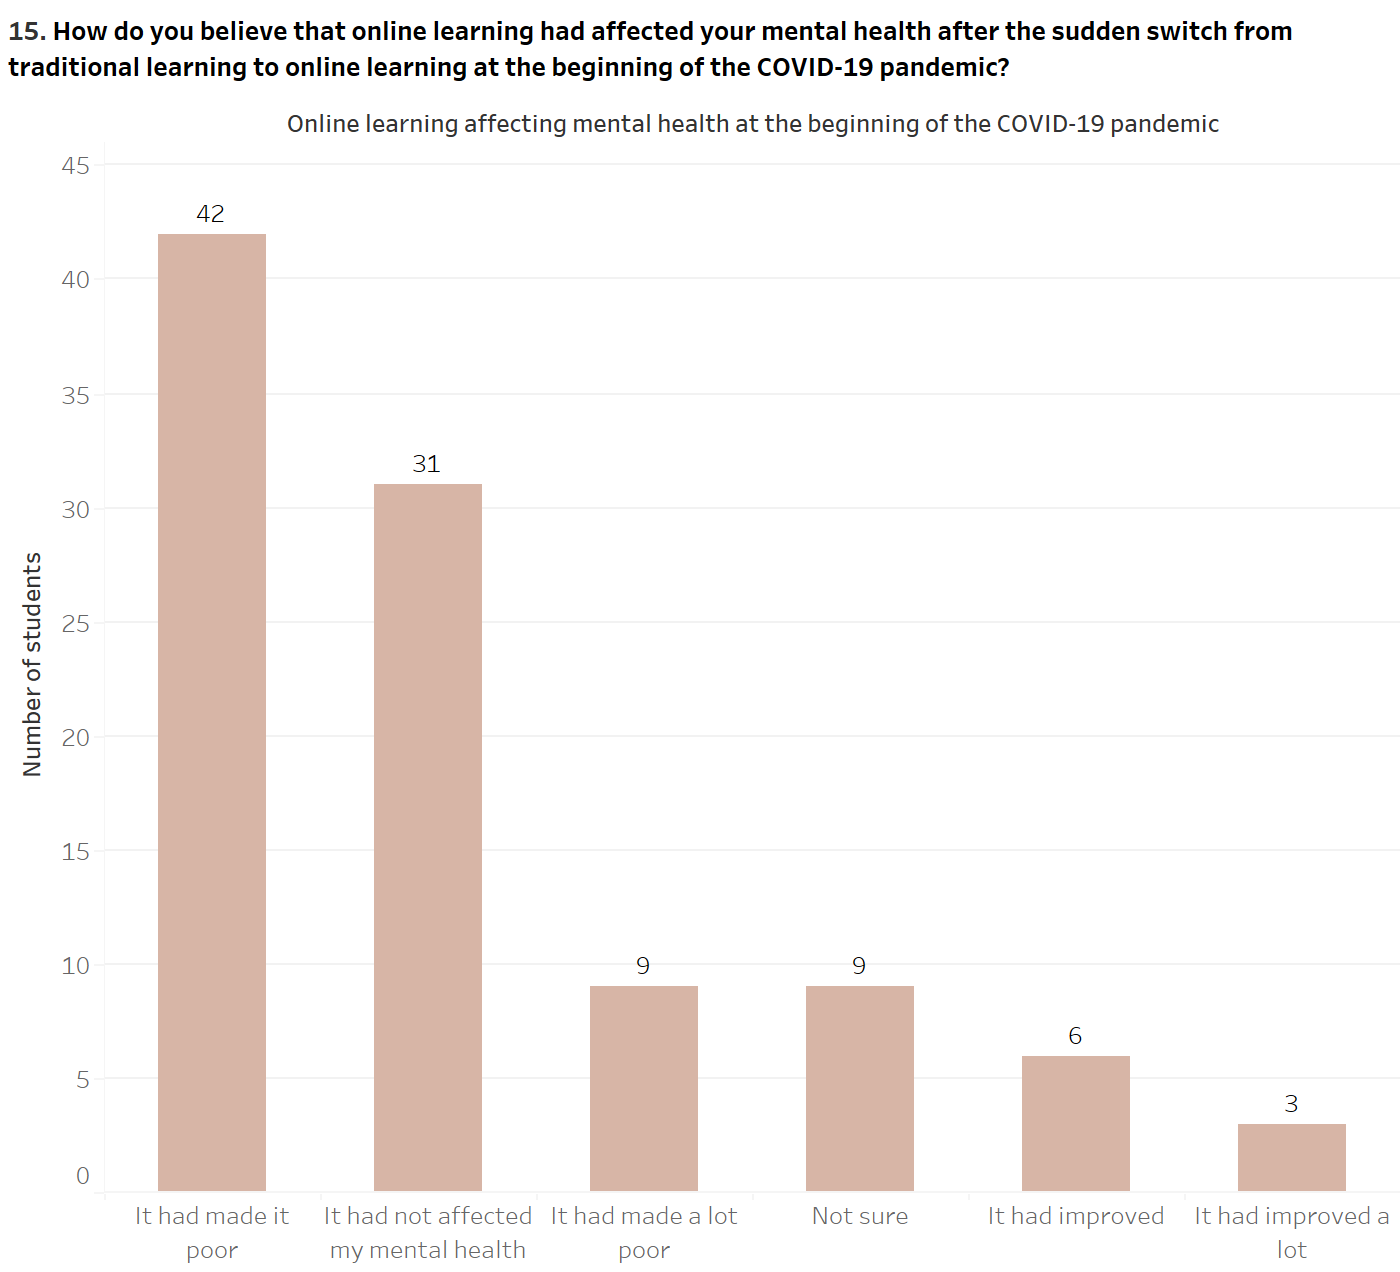 15. How do you believe that online learning had affected your mental health after the sudden switch from
traditional learning to online learning at the beginning of the COVID-19 pandemic?
Online learning affecting mental health at the beginning of the COVID-19 pandemic
45
40
35
30
25
20
15
10
5
0
Number of students
42
31
9
9
6
3
It had made it
poor
It had not affected
my mental health
It had made a lot
poor
Not sure
It had improved
It had improved a
lot